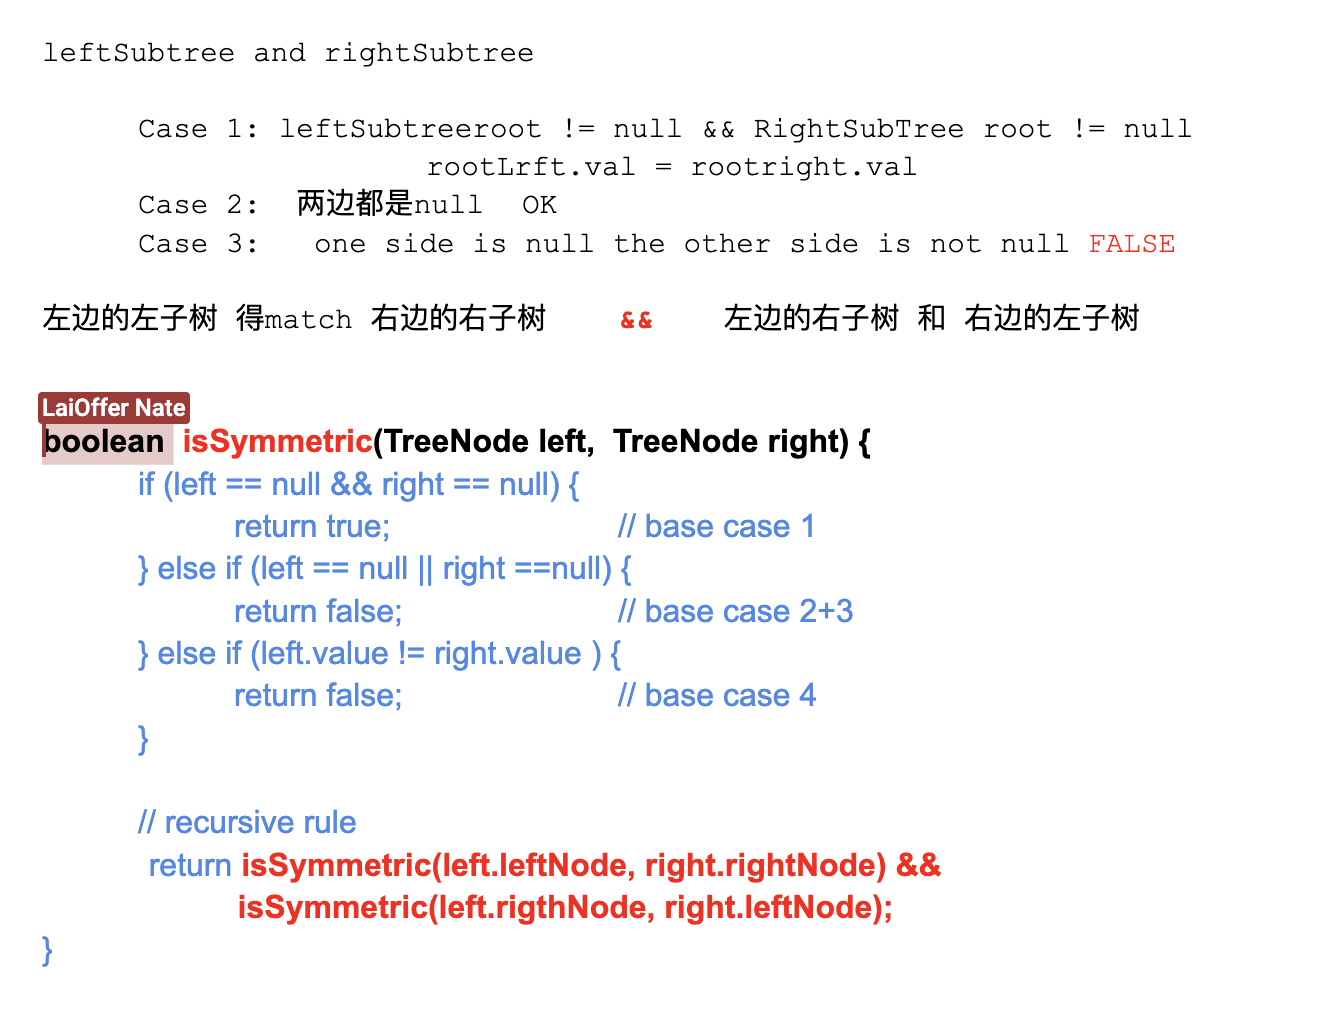 leftSubtree and rightSubtree
Case 1: leftSubtreeroot != null && RightSubTree root != null
rootLrft.val = rootright.val
Case 2: 两边都是null OK
Case 3: one side is null the other side is not null FALSE
左边的左子树 得match 右边的右子树 && 左边的右子树 和 右边的左子树
LaiOffer Nate
boolean isSymmetric(TreeNode left, TreeNode right) {
if (left == null && right == null) {
return true; // base case 1
} else if (left == null || right ==null) {
return false; // base case 2+3
} else if (left.value != right.value ) {
return false; // base case 4
}
// recursive rule
return isSymmetric(left.leftNode, right.rightNode) &&
isSymmetric(left.rigthNode, right.leftNode);
}